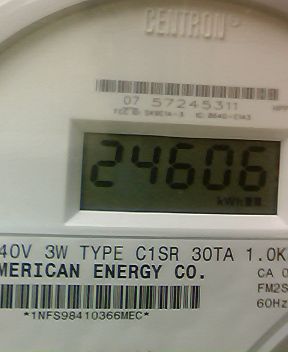 CENTRON
07 57245311
24606
kWh
40V 3W TYPE C1SR 30TA 1.0K
MERICAN ENERGY CO.
CA 0
FM2S
60Hz
*1NFS98410366MEC*